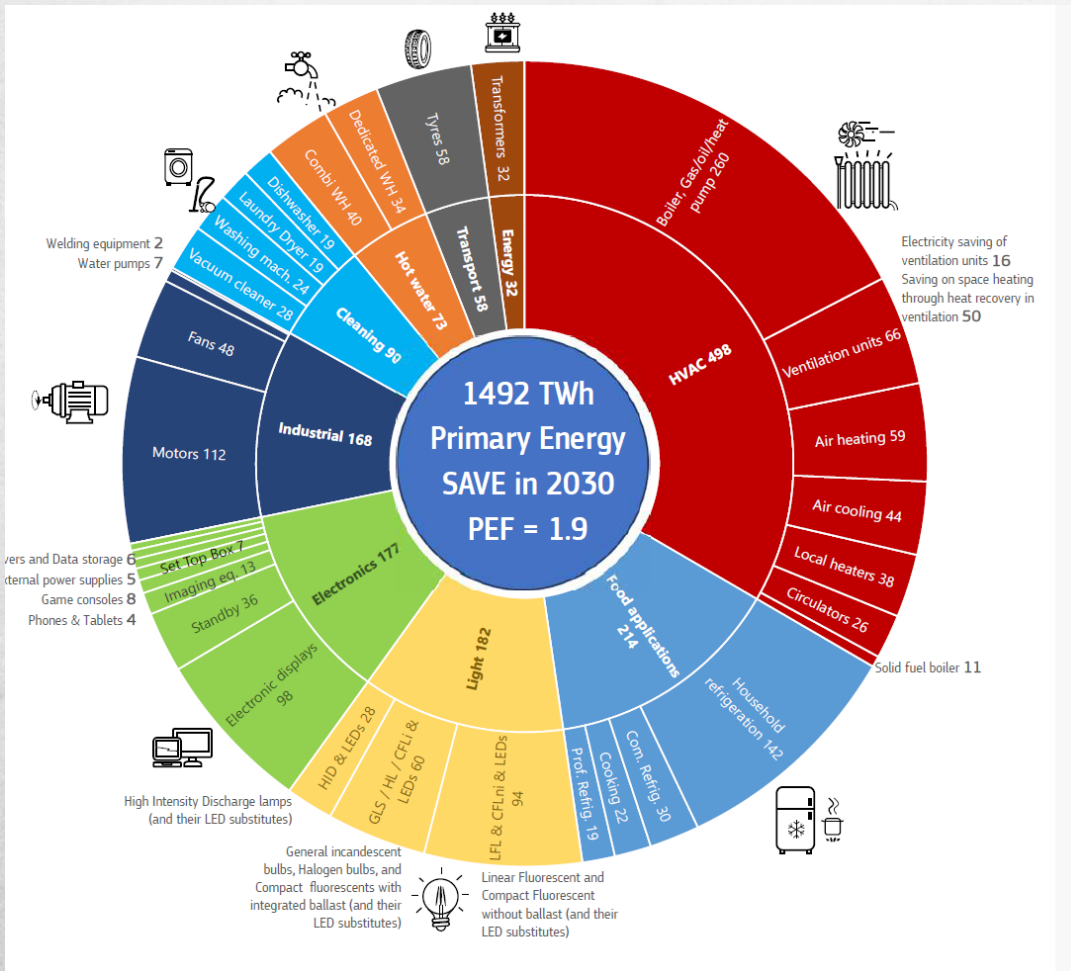 1492 TWh
Primary Energy
SAVE in 2030
PEF = 1.9
HVAC 498
Boiler, Gas/oil/heat
pump 260
Ventilation units 66
Electricity saving of
ventilation units 16
Saving on space heating
through heat recovery in
ventilation 50
Air heating 59
Air cooling 44
Local heaters 38
Circulators 26
Solid fuel boiler 11
Food applications
214
Household
refrigeration 142
Com. Refrig. 30
Cooking 22
Prof. Refrig. 19
Light 182
LFL & CFLni & LEDs
94
Linear Fluorescent and
Compact Fluorescent
without ballast (and their
LED substitutes)
GLS / HL / CFLi &
LEDs 60
General incandescent
bulbs, Halogen bulbs, and
Compact fluorescents with
integrated ballast (and their
LED substitutes)
HID & LEDs 28
High Intensity Discharge lamps
(and their LED substitutes)
Electronics 177
Electronic displays
98
Standby 36
Imaging eq. 13
Set Top Box 7
vers and Data storage 6
xternal power supplies 5
Game consoles 8
Phones & Tablets 4
Industrial 168
Motors 112
Fans 48
Welding equipment 2
Water pumps 7
Cleaning 90
Vacuum cleaner 28
Washing mach. 24
Laundry Dryer 19
Dishwasher 19
Hot water 73
Combi WH 40
Dedicated WH 34
Transport 58
Tyres 58
Energy 32
Transformers 32